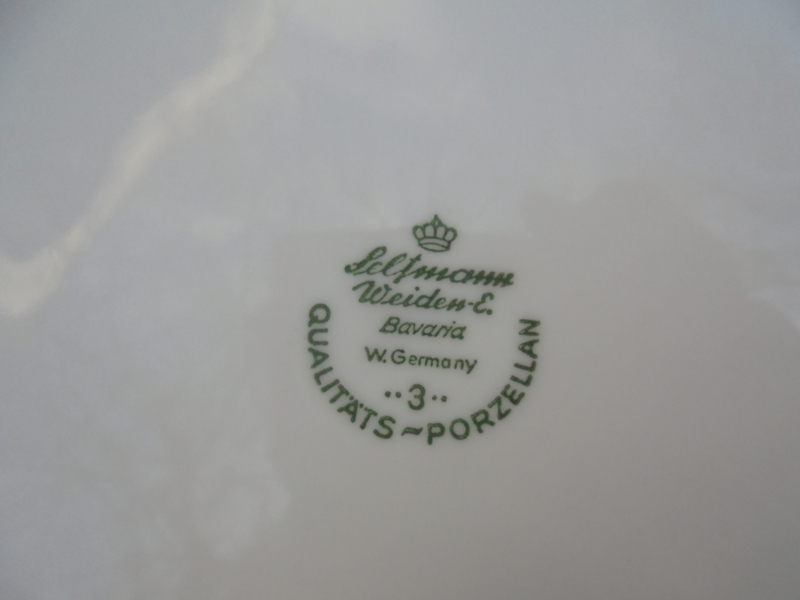 Seltmann
Weiden-E.
Bavaria
W. Germany
··3··
QUALITÄTS~PORZELLAN